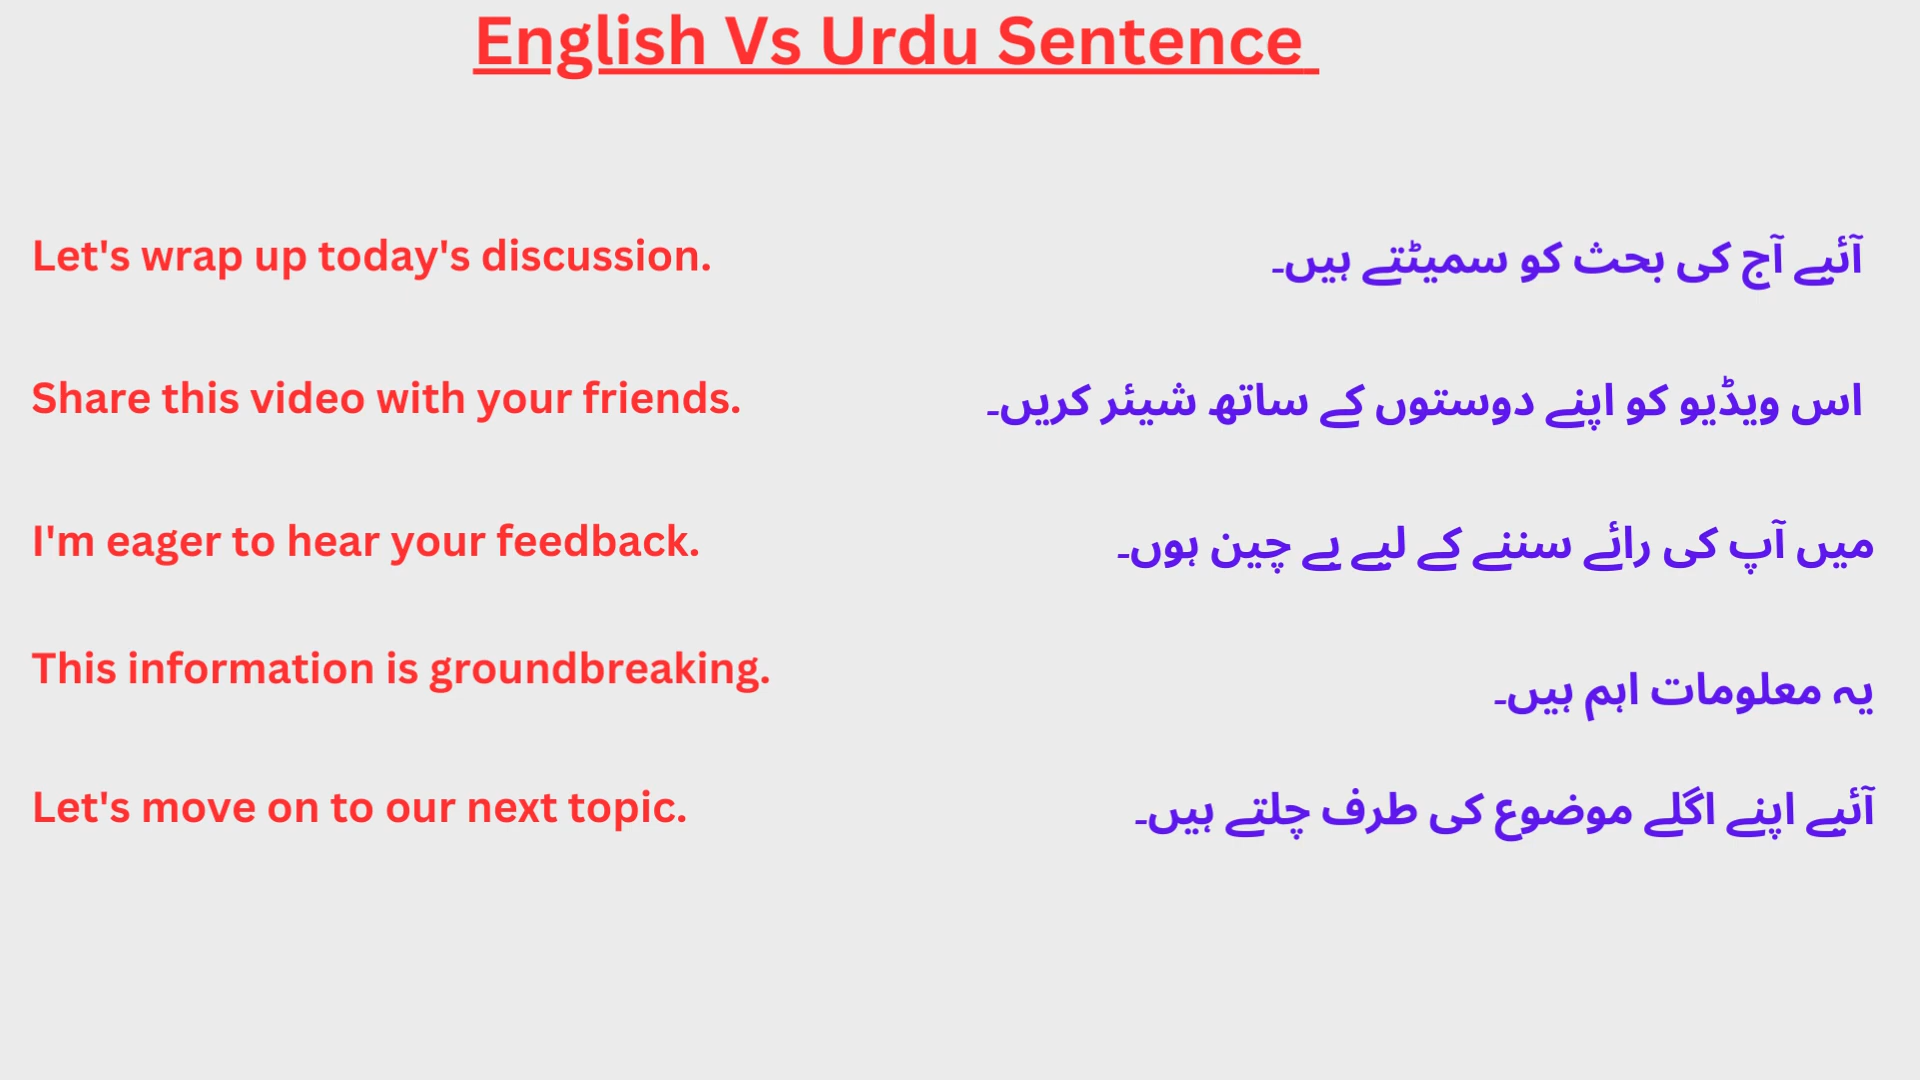 English Vs Urdu Sentence
Let's wrap up today's discussion.
آئیے آج کی بحث کو سمیٹتے ہیں۔
Share this video with your friends.
اس ویڈیو کو اپنے دوستوں کے ساتھ شیئر کریں۔
I'm eager to hear your feedback.
میں آپ کی رائے سننے کے لیے بے چین ہوں۔
This information is groundbreaking.
یہ معلومات اہم ہیں۔
Let's move on to our next topic.
آئیے اپنے اگلے موضوع کی طرف چلتے ہیں۔